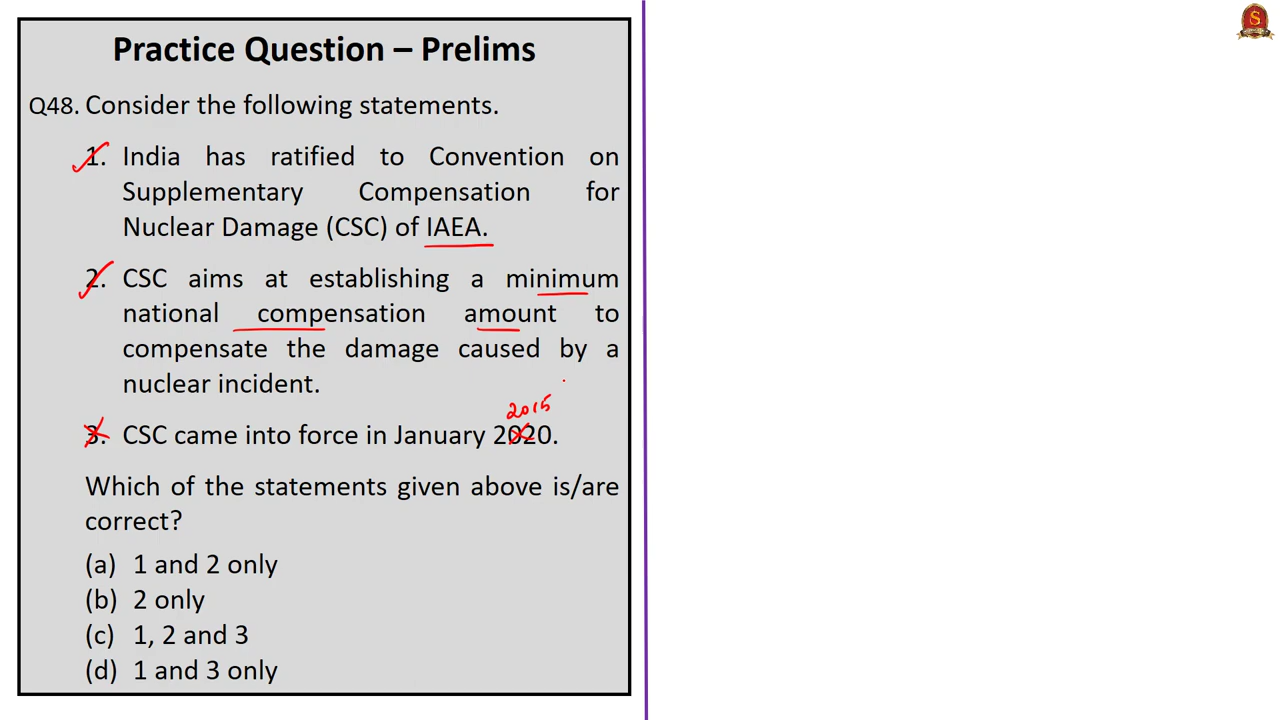 Practice Question – Prelims
Q48. Consider the following statements.
1. India has ratified to Convention on
Supplementary Compensation for
Nuclear Damage (CSC) of IAEA.
2. CSC aims at establishing a minimum
national compensation amount to
compensate the damage caused by a
nuclear incident.
2015
3. CSC came into force in January 2020.
Which of the statements given above is/are
correct?
(a) 1 and 2 only
(b) 2 only
(c) 1, 2 and 3
(d) 1 and 3 only
S